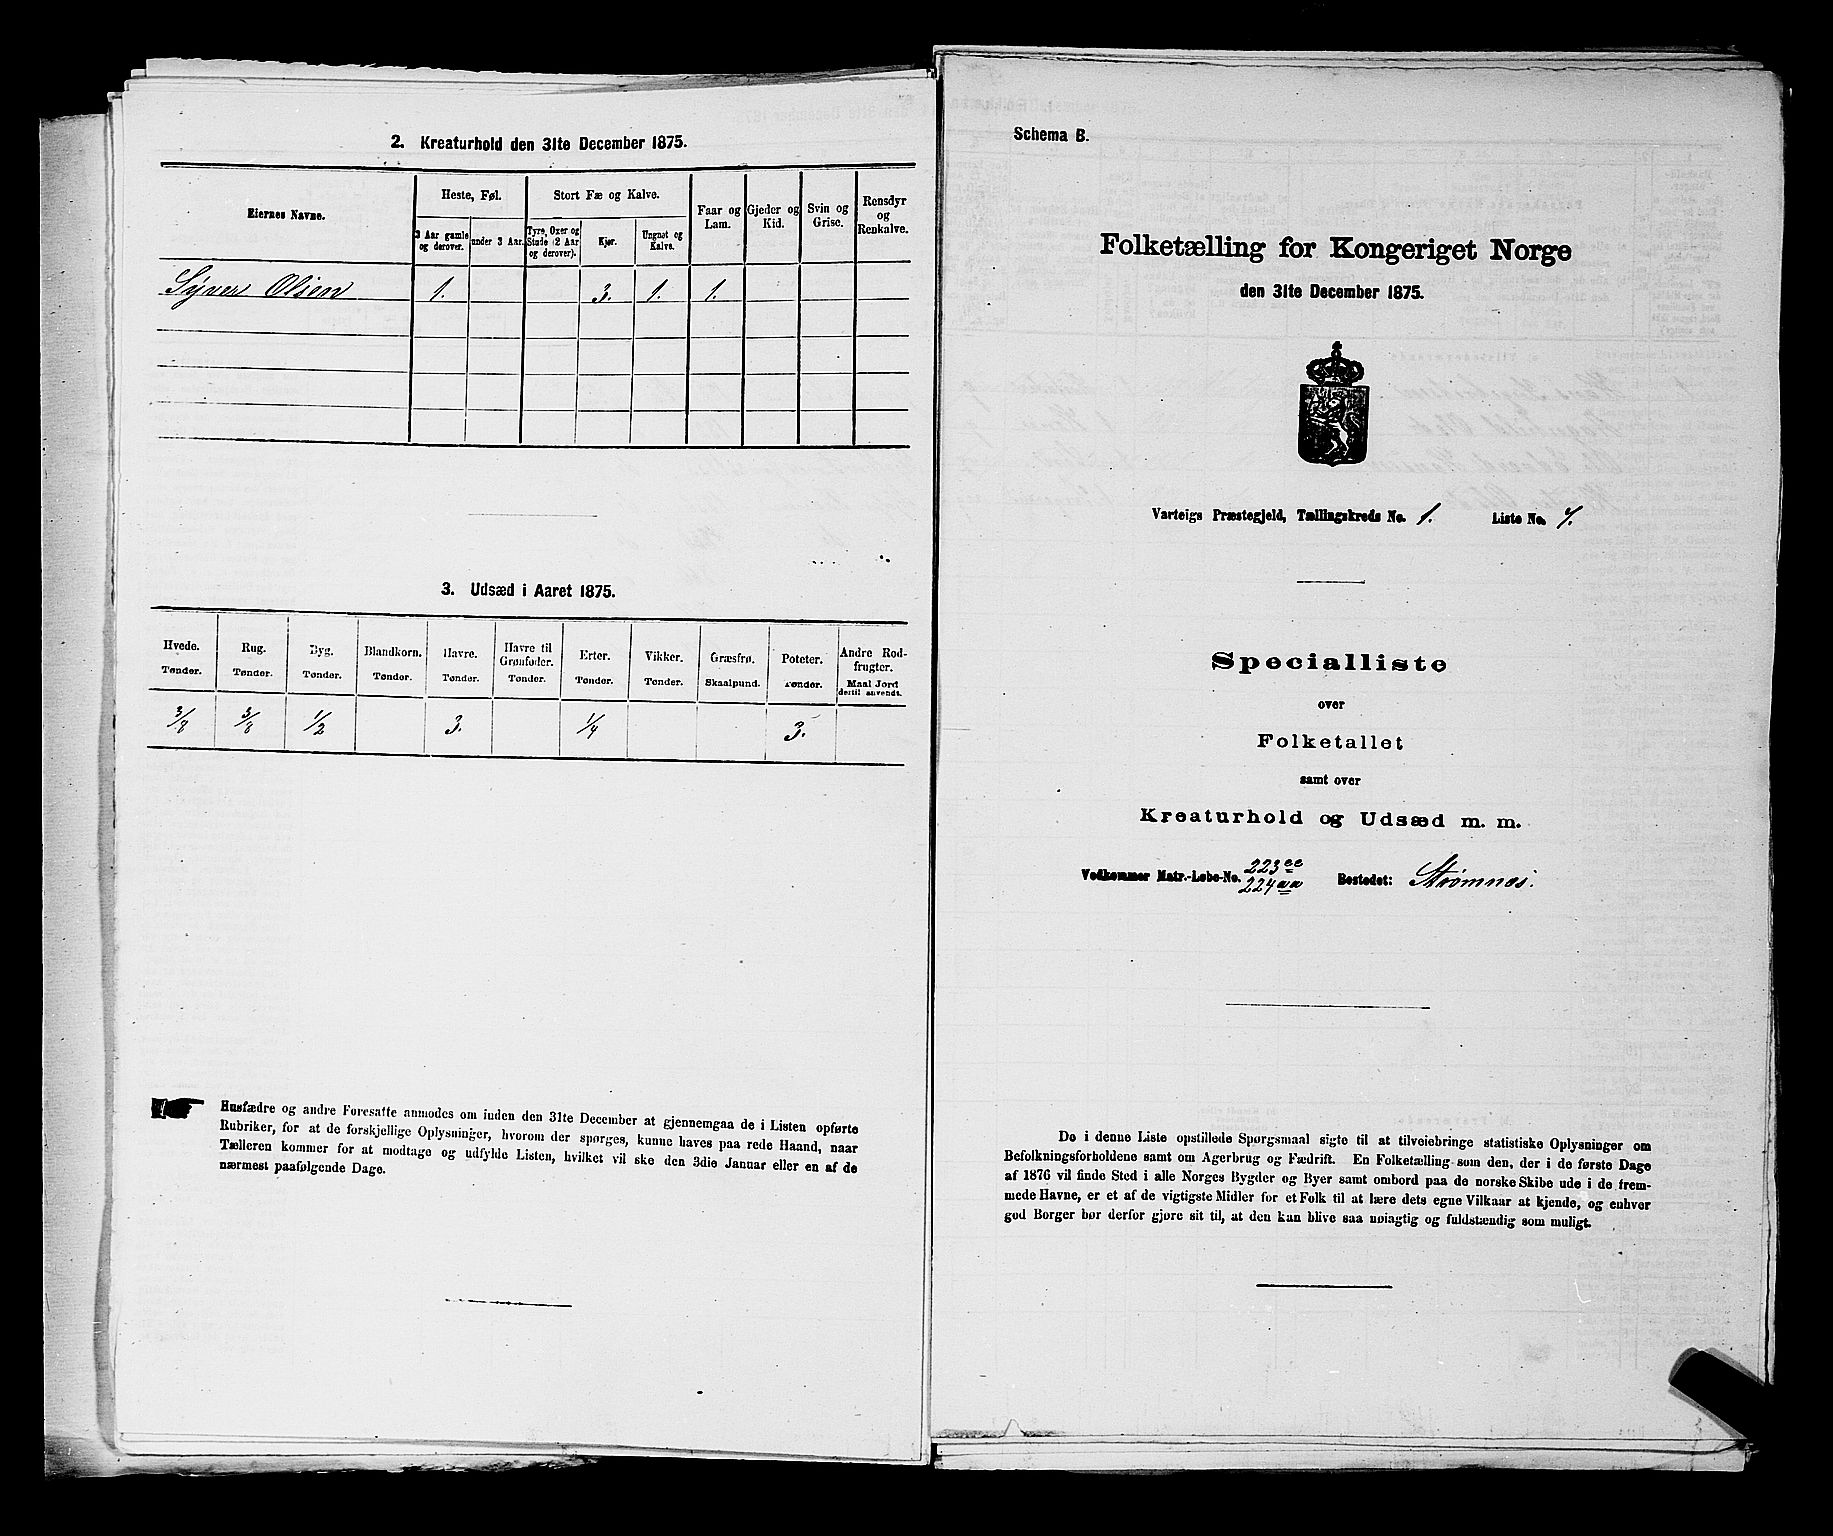 2. Kreaturhold den 31te December 1875.
Eiernes Navne.
Heste, Føl.
Stort Fæ og Kalve.
Faar og Lam.
Gjeder og Kid.
Svin og Grise.
Rensdyr og Renkalve.
3 Aar gamle og derover.
under 3 Aar.
Tyre, Oxer og Stude (2 Aar og derover).
Kjør.
Ungnøt og Kalve.
Syver Olsen 1. 3. 1. 1.
3. Udsæd i Aaret 1875.
Hvede. Rug. Byg. Blandkorn. Havre. Havre til Grønfoder. Erter. Vikker. Græsfrø. Poteter. Andre Rodfrugter.
Tønder. Tønder. Tønder. Tønder. Tønder. Tønder. Tønder. Tønder. Skaalpund. Tønder. Maal Jord dertil anvendt.
3/8 3/8 1/2 3. 1/4 3.
Husfædre og andre Foresatte anmodes om inden den 31te December at gjennemgaa de i Listen opførte
Rubriker, for at de forskjellige Oplysninger, hvorom der spørges, kunne haves paa rede Haand, naar
Tælleren kommer for at modtage og udfylde Listen, hvilket vil ske den 3die Januar eller en af de
nærmest paafølgende Dage.
Schema B.
Folketælling for Kongeriget Norge
den 31te December 1875.
Varteigs Præstegjeld, Tællingskreds No. 1. Liste No. 7.
Specialliste
over
Folketallet
samt over
Kreaturhold og Udsæd m. m.
Vedkommer Matr.-Løbe-No. 223ee
224aa Bostedet: Strømnes.
De i denne Liste opstillede Spørgsmaal sigte til at tilveiebringe statistiske Oplysninger om
Befolkningsforholdene samt om Agerbrug og Fædrift. En Folketælling som den, der i de første Dage
af 1876 vil finde Sted i alle Norges Bygder og Byer samt ombord paa de norske Skibe ude i de frem-
mede Havne, er et af de vigtigste Midler for et Folk til at lære dets egne Vilkaar at kjende, og enhver
god Borger bør derfor gjøre sit til, at den kan blive saa nøiagtig og fuldstændig som muligt.